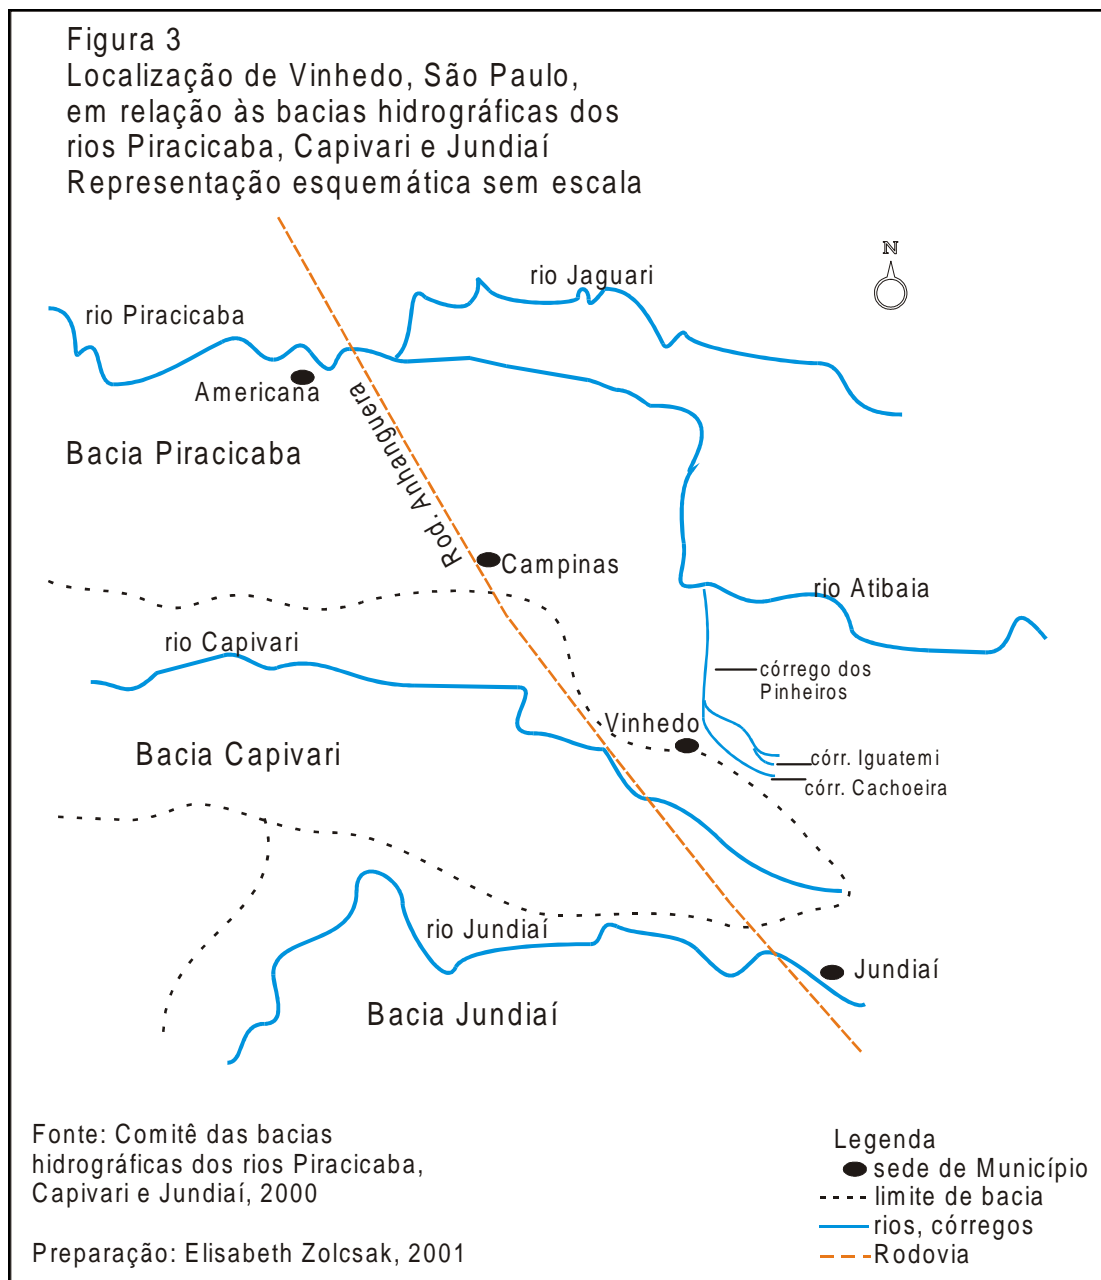 Figura 3
Localização de Vinhedo, São Paulo,
em relação às bacias hidrográficas dos
rios Piracicaba, Capivari e Jundiaí
Representação esquemática sem escala
N
rio Jaguari
rio Piracicaba
Americana
Rod. Anhanguera
Bacia Piracicaba
Campinas
rio Atibaia
rio Capivari
córrego dos
Pinheiros
Vinhedo
Bacia Capivari
córr. Iguatemi
córr. Cachoeira
rio Jundiaí
Jundiaí
Bacia Jundiaí
Fonte: Comitê das bacias
hidrográficas dos rios Piracicaba,
Capivari e Jundiaí, 2000
Preparação: Elisabeth Zolcsak, 2001
Legenda
sede de Município
limite de bacia
rios, córregos
Rodovia